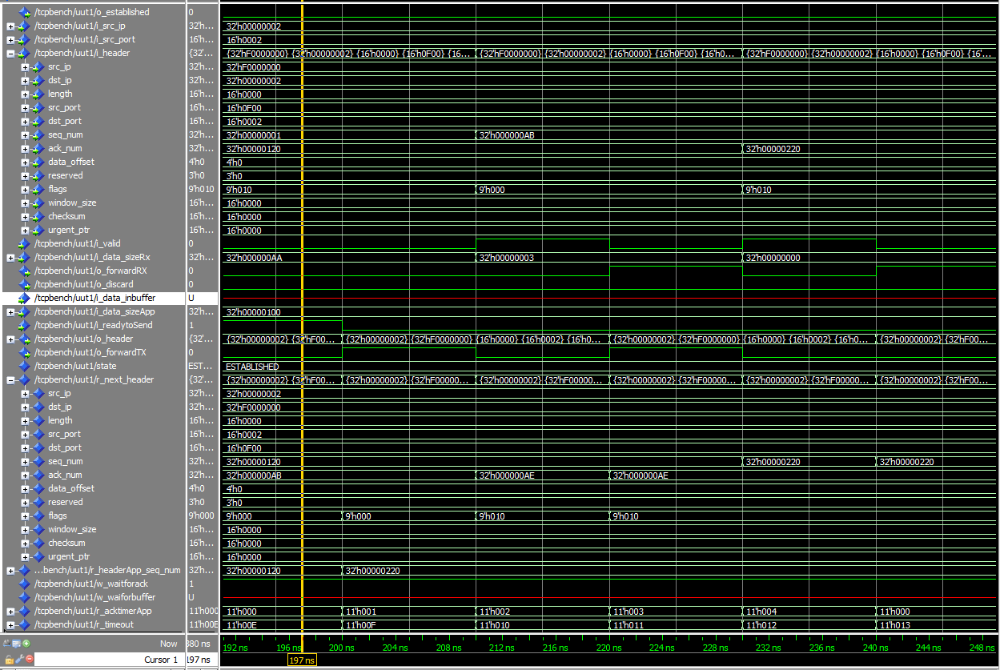 /tcpbench/uut1/o_established 0
/tcpbench/uut1/i_src_ip 32'h... 32'h00000002
/tcpbench/uut1/i_src_port 16'h... 16'h0002
/tcpbench/uut1/i_header {32'... {32'hF0000000} {32'h00000002} {16'h0000} {16'h0F00} {16... {32'hF0000000} {32'h00000002} {16'h0000} {16'h0F00} {16'h0... {32'hF0000000} {32'h00000002} {16'h0000} {16'h0F00} {16'...
src_ip 32'h... 32'hF0000000
dst_ip 32'h... 32'h00000002
length 16'h... 16'h0000
src_port 16'h... 16'h0F00
dst_port 16'h... 16'h0002
seq_num 32'h... 32'h00000001 32'h000000AB
ack_num 32'h... 32'h00000120 32'h00000220
data_offset 4'h0 4'h0
reserved 3'h0 3'h0
flags 9'h010 9'h010 9'h000 9'h010
window_size 16'h... 16'h0000
checksum 16'h... 16'h0000
urgent_ptr 16'h... 16'h0000
/tcpbench/uut1/i_valid 0
/tcpbench/uut1/i_data_sizeRx 32'h... 32'h000000AA 32'h00000003 32'h00000000
/tcpbench/uut1/o_forwardRX 0
/tcpbench/uut1/o_discard 0
/tcpbench/uut1/i_data_inbuffer U
/tcpbench/uut1/i_data_sizeApp 32'h... 32'h00000100
/tcpbench/uut1/i_readytoSend 1
/tcpbench/uut1/o_header {32'... {32'h00000002} {32'hF00... {32'h00000002} {32'hF0000000} {16'h0000} {16'h0002} {16'h0... {32'h00000002} {32'hF0000000} {16'h0000} {16'h0002} {16'h0... {32'h00000002} {32'hF00...
/tcpbench/uut1/o_forwardTX 0
/tcpbench/uut1/state EST... ESTABLISHED
/tcpbench/uut1/r_next_header {32'... {32'h00000002} {32'hF00... {32'h00000002} {32'hF00000... {32'h00000002} {32'hF00000... {32'h00000002} {32'hF00000... {32'h00000002} {32'hF00000... {32'h00000002} {32'hF00...
src_ip 32'h... 32'h00000002
dst_ip 32'h... 32'hF0000000
length 16'h... 16'h0000
src_port 16'h... 16'h0002
dst_port 16'h... 16'h0F00
seq_num 32'h... 32'h00000120 32'h00000220 32'h00000220
ack_num 32'h... 32'h000000AB 32'h000000AE 32'h000000AE
data_offset 4'h0 4'h0
reserved 3'h0 3'h0
flags 9'h000 9'h000 9'h000 9'h010 9'h010
window_size 16'h... 16'h0000
checksum 16'h... 16'h0000
urgent_ptr 16'h... 16'h0000
...bench/uut1/r_headerApp_seq_num 32'h... 32'h00000120 32'h00000220
/tcpbench/uut1/w_waitforack 1
/tcpbench/uut1/w_waiforbuffer U
/tcpbench/uut1/r_acktimerApp 11'h000 11'h000 11'h001 11'h002 11'h003 11'h004 11'h000
/tcpbench/uut1/r_timeout 11'h00E 11'h00E 11'h00F 11'h010 11'h011 11'h012 11'h013
Now 380 ns 192 ns 196 ns 200 ns 204 ns 208 ns 212 ns 216 ns 220 ns 224 ns 228 ns 232 ns 236 ns 240 ns 244 ns 248 ns
Cursor 1 197 ns 197 ns